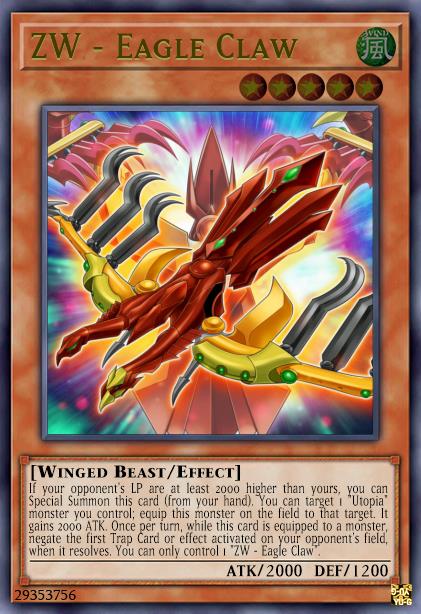 ZW - Eagle Claw
WIND
風
[Winged Beast/Effect]
If your opponent's LP are at least 2000 higher than yours, you can
Special Summon this card (from your hand). You can target 1 "Utopia"
monster you control; equip this monster on the field to that target. It
gains 2000 ATK. Once per turn, while this card is equipped to a monster,
negate the first Trap Card or effect activated on your opponent's field,
when it resolves. You can only control 1 "ZW - Eagle Claw".
ATK/2000 DEF/1200
29353756